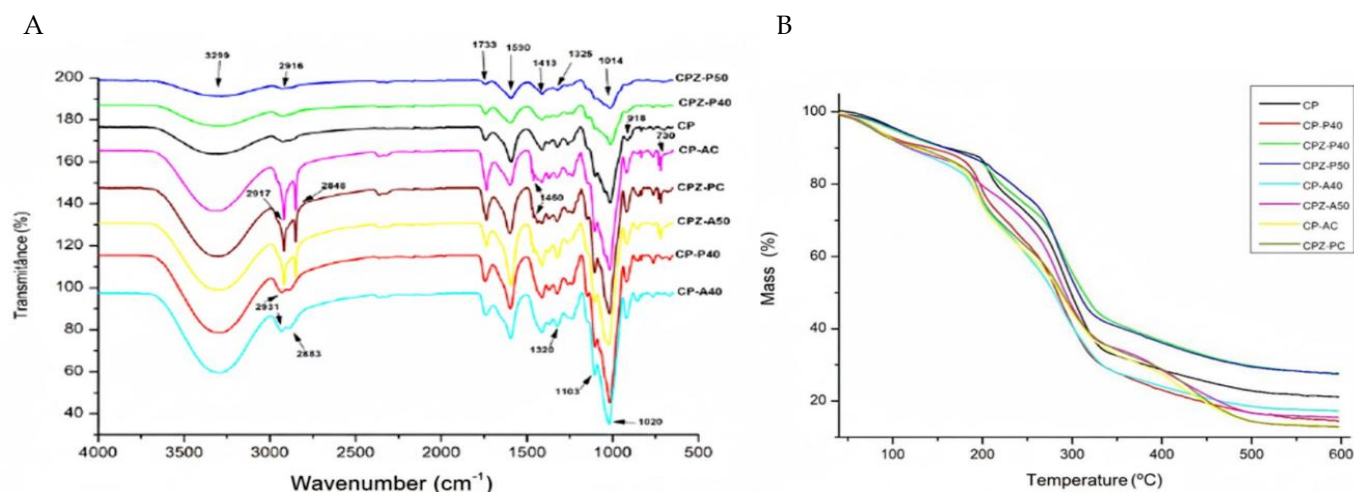 A
3299
2916
1733
1590
1413
1325
1014
200
180
160
140
120
100
80
60
40
Transmitânce (%)
CPZ-P50
CPZ-P40
CP
CP-AC
CPZ-PC
CPZ-A50
CP-P40
CP-A40
918
730
2917
2848
1460
2931
2883
1320
1103
1020
4000 3500 3000 2500 2000 1500 1000 500
Wavenumber (cm⁻¹)
B
100
80
60
40
20
Mass (%)
CP
CP-P40
CPZ-P40
CPZ-P50
CP-A40
CPZ-A50
CP-AC
CPZ-PC
100 200 300 400 500 600
Temperature (ºC)